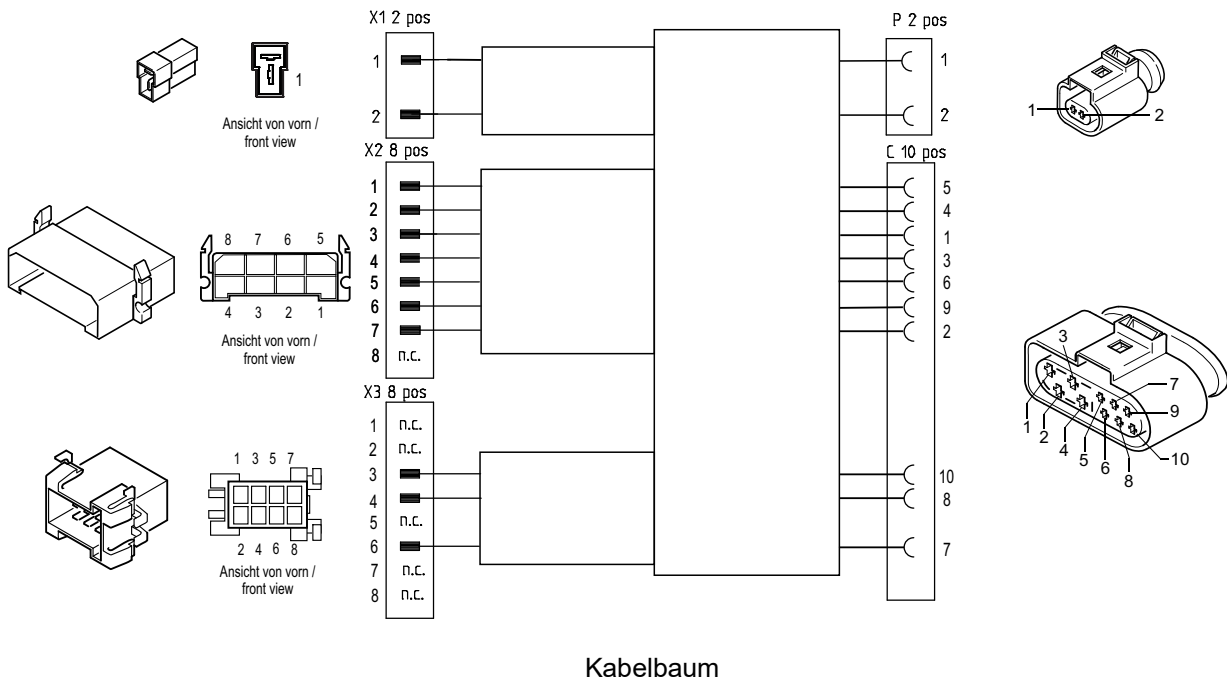 X1 2 pos
1
2
P 2 pos
1
2
1
Ansicht von vorn /
front view
1
2
X2 8 pos
1
2
3
4
5
6
7
8 n.c.
C 10 pos
5
4
1
3
6
9
2
10
8
7
8 7 6 5
4 3 2 1
Ansicht von vorn /
front view
X3 8 pos
1 n.c.
2 n.c.
3
4
5 n.c.
6
7 n.c.
8 n.c.
1 3 5 7
2 4 6 8
Ansicht von vorn /
front view
3
7
9
1
2
4
5
6
8
10
Kabelbaum